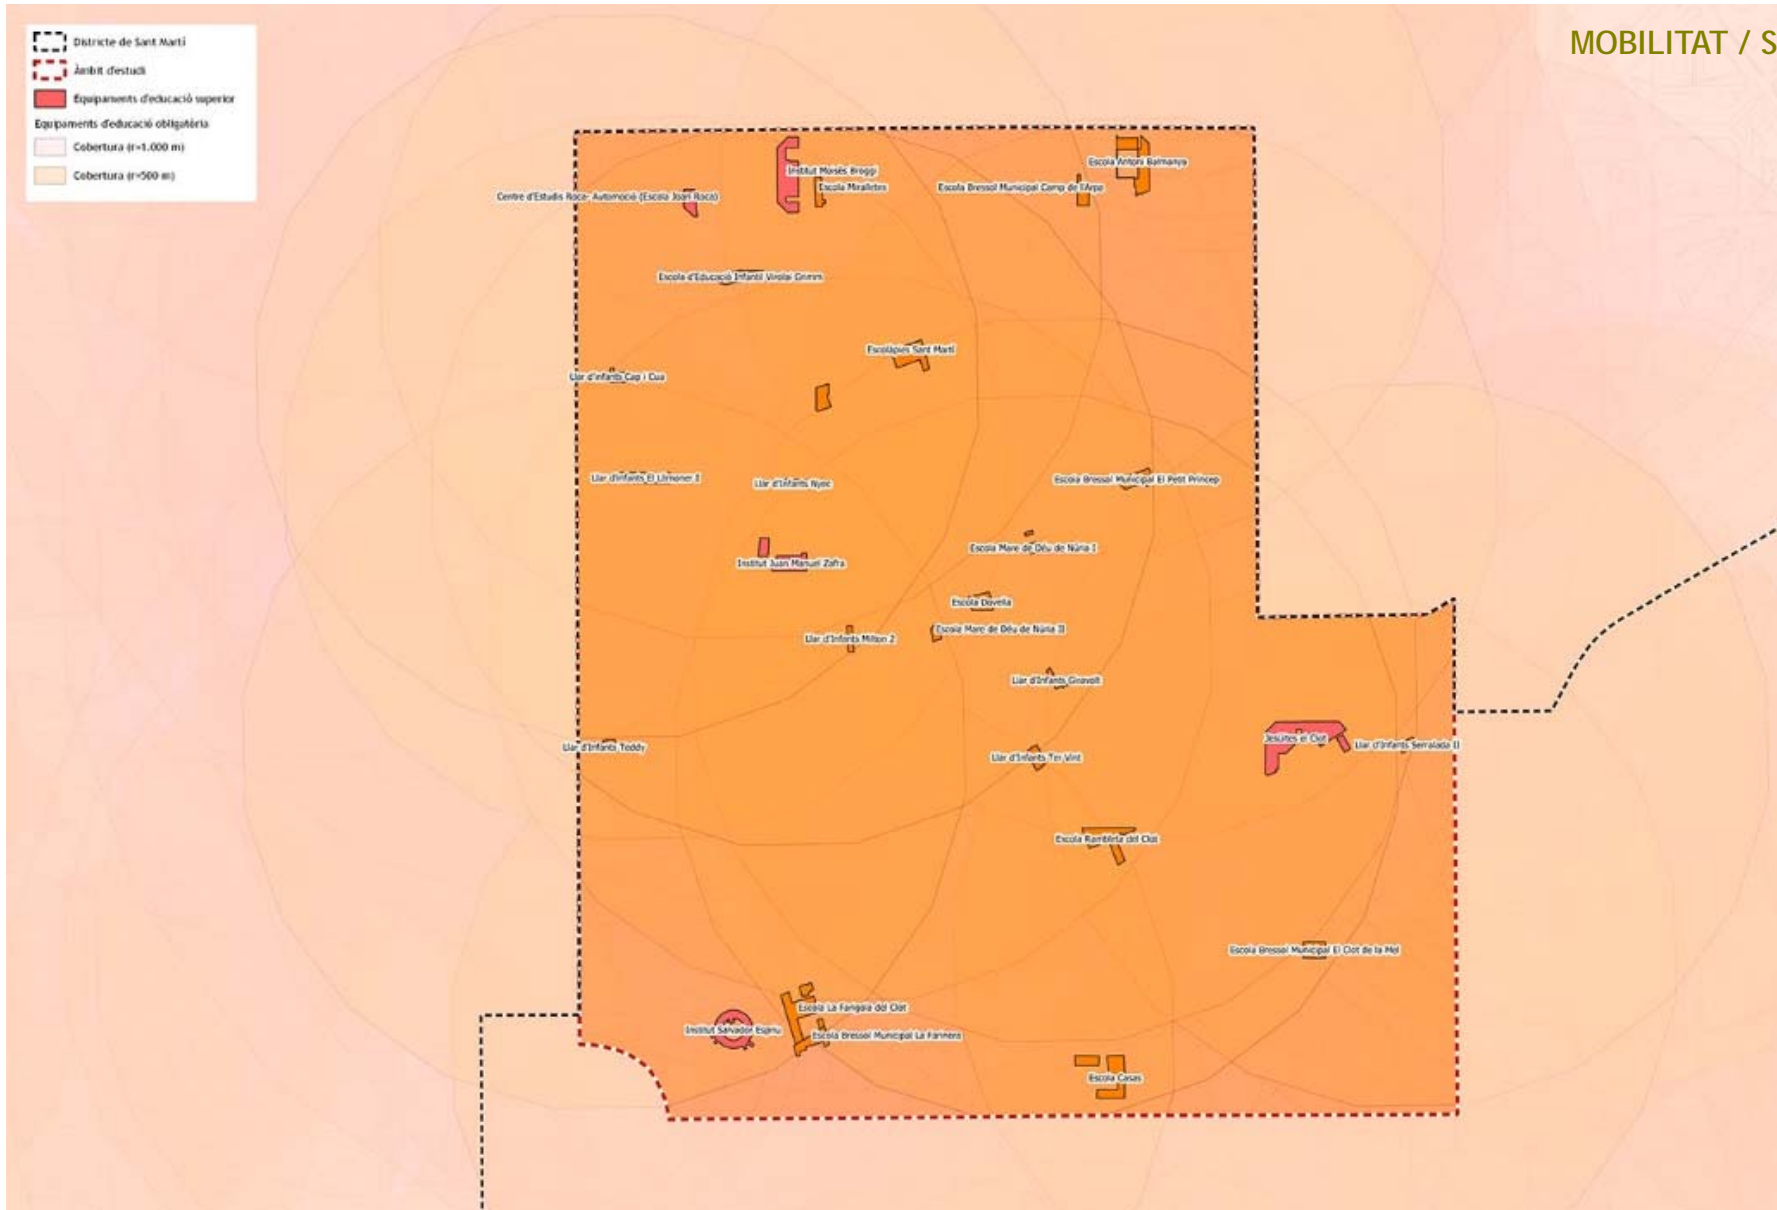 MOBILITAT / S
Districte de Sant Martí
Àmbit d'estudi
Equipaments d'educació superior
Equipaments d'educació obligatòria
Cobertura (r=1.000 m)
Cobertura (r=500 m)
Escola Antoni Balmanya
Institut Moisès Broggi
Escola Miralletes
Escola Bressol Municipal Camp de l'Arpa
Centre d'Estudis Roca- Automoció (Escola Joan Roca)
Escola d'Educació Infantil Virolai Grimm
Escolàpies Sant Martí
Llar d'infants Cap i Cua
Llar d'Infants El Llimoner I
Llar d'Infants Nyec
Escola Bressol Municipal El Petit Príncep
Escola Mare de Déu de Núria I
Institut Juan Manuel Zafra
Escola Dovella
Escola Mare de Déu de Núria II
Llar d'Infants Milton 2
Llar d'Infants Giravolt
Llar d'Infants Teddy
Jesuïtes el Clot
Llar d'Infants Serralada II
Llar d'Infants Ter Vint
Escola Rambleta del Clot
Escola Bressol Municipal El Clot de la Mel
Escola La Farigola del Clot
Institut Salvador Espriu
Escola Bressol Municipal La Farinera
Escola Casas